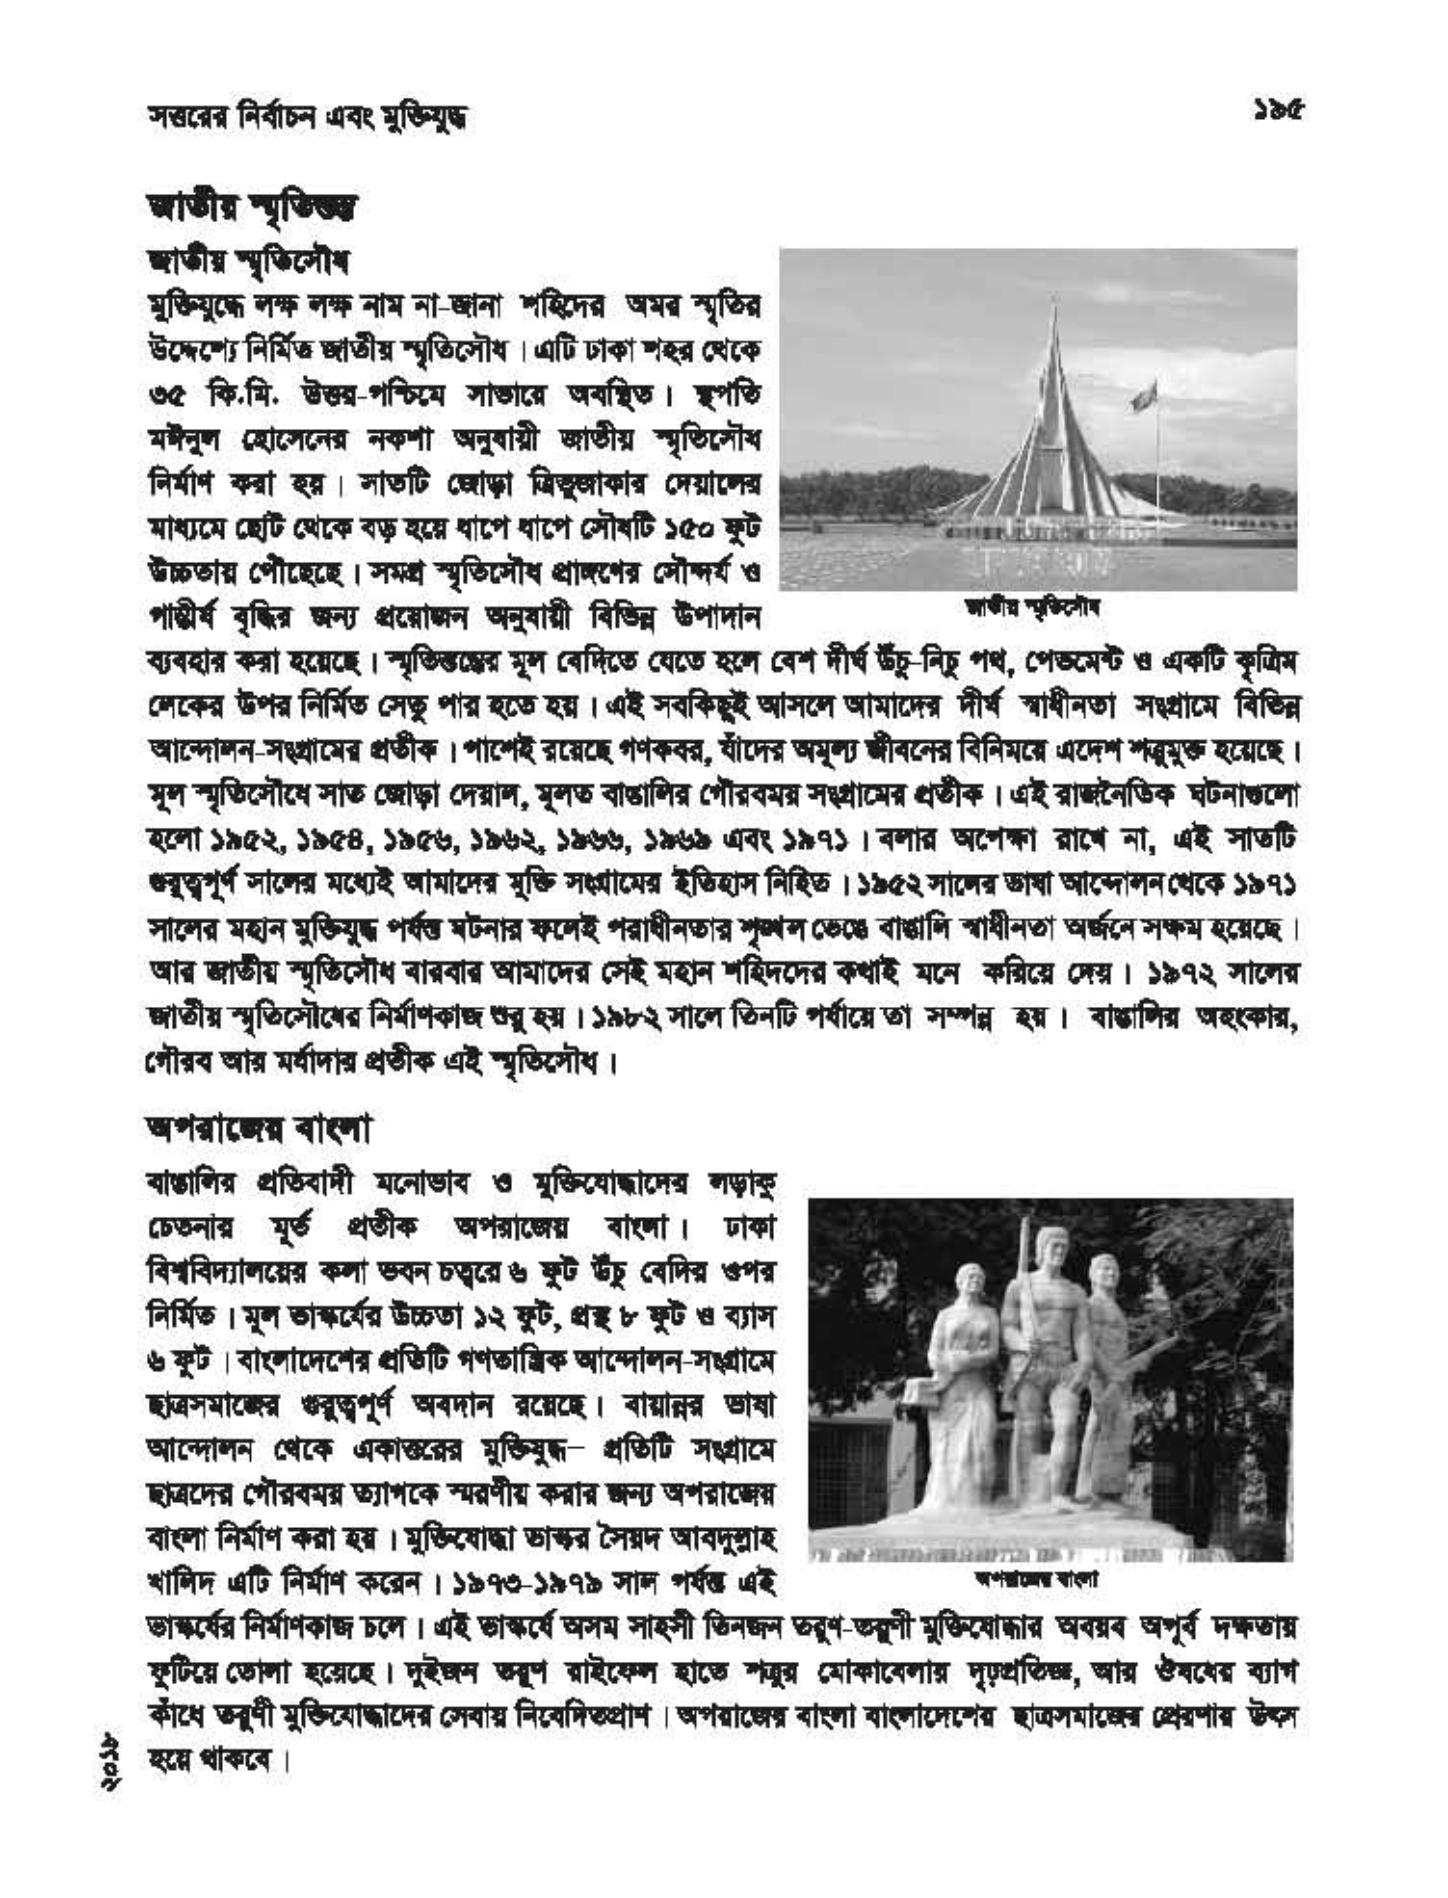 সত্তরের নির্বাচন এবং মুক্তিযুদ্ধ
১৯৫
জাতীয় স্মৃতিস্তম্ভ
জাতীয় স্মৃতিসৌধ
মুক্তিযুদ্ধে লক্ষ লক্ষ নাম না-জানা শহিদের অমর স্মৃতির
উদ্দেশ্যে নির্মিত জাতীয় স্মৃতিসৌধ। এটি ঢাকা শহর থেকে
৩৫ কি.মি. উত্তর-পশ্চিমে সাভারে অবস্থিত। স্থপতি
মঈনুল হোসেনের নকশা অনুযায়ী জাতীয় স্মৃতিসৌধ
নির্মাণ করা হয়। সাতটি জোড়া ত্রিভুজাকার দেয়ালের
মাধ্যমে ছোট থেকে বড় হয়ে ধাপে ধাপে সৌধটি ১৫০ ফুট
উচ্চতায় পৌঁছেছে। সমগ্র স্মৃতিসৌধ প্রাঙ্গণের সৌন্দর্য ও
গাম্ভীর্য বৃদ্ধির জন্য প্রয়োজন অনুযায়ী বিভিন্ন উপাদান
জাতীয় স্মৃতিসৌধ
ব্যবহার করা হয়েছে। স্মৃতিস্তম্ভের মূল বেদিতে যেতে হলে বেশ দীর্ঘ উঁচু-নিচু পথ, পেভমেন্ট ও একটি কৃত্রিম
লেকের উপর নির্মিত সেতু পার হতে হয়। এই সবকিছুই আসলে আমাদের দীর্ঘ স্বাধীনতা সংগ্রামে বিভিন্ন
আন্দোলন-সংগ্রামের প্রতীক। পাশেই রয়েছে গণকবর, যাঁদের অমূল্য জীবনের বিনিময়ে এদেশ শত্রুমুক্ত হয়েছে।
মূল স্মৃতিসৌধে সাত জোড়া দেয়াল, মূলত বাঙালির গৌরবময় সংগ্রামের প্রতীক। এই রাজনৈতিক ঘটনাগুলো
হলো ১৯৫২, ১৯৫৪, ১৯৫৬, ১৯৬২, ১৯৬৬, ১৯৬৯ এবং ১৯৭১। বলার অপেক্ষা রাখে না, এই সাতটি
গুরুত্বপূর্ণ সালের মধ্যেই আমাদের মুক্তি সংগ্রামের ইতিহাস নিহিত। ১৯৫২ সালের ভাষা আন্দোলন থেকে ১৯৭১
সালের মহান মুক্তিযুদ্ধ পর্যন্ত ঘটনার ফলেই পরাধীনতার শৃঙ্খল ভেঙে বাঙালি স্বাধীনতা অর্জনে সক্ষম হয়েছে।
আর জাতীয় স্মৃতিসৌধ বারবার আমাদের সেই মহান শহিদদের কথাই মনে করিয়ে দেয়। ১৯৭২ সালের
জাতীয় স্মৃতিসৌধের নির্মাণকাজ শুরু হয়। ১৯৮২ সালে তিনটি পর্যায়ে তা সম্পন্ন হয়। বাঙালির অহংকার,
গৌরব আর মর্যাদার প্রতীক এই স্মৃতিসৌধ।
অপরাজেয় বাংলা
বাঙালির প্রতিবাদী মনোভাব ও মুক্তিযোদ্ধাদের লড়াকু
চেতনার মূর্ত প্রতীক অপরাজেয় বাংলা। ঢাকা
বিশ্ববিদ্যালয়ের কলা ভবন চত্বরে ৬ ফুট উঁচু বেদির ওপর
নির্মিত। মূল ভাস্কর্যের উচ্চতা ১২ ফুট, প্রস্থ ৮ ফুট ও ব্যাস
৬ ফুট। বাংলাদেশের প্রতিটি গণতান্ত্রিক আন্দোলন-সংগ্রামে
ছাত্রসমাজের গুরুত্বপূর্ণ অবদান রয়েছে। বায়ান্নর ভাষা
আন্দোলন থেকে একাত্তরের মুক্তিযুদ্ধ– প্রতিটি সংগ্রামে
ছাত্রদের গৌরবময় ত্যাগকে স্মরণীয় করার জন্য অপরাজেয়
বাংলা নির্মাণ করা হয়। মুক্তিযোদ্ধা ভাস্কর সৈয়দ আবদুল্লাহ
খালিদ এটি নির্মাণ করেন। ১৯৭৩-১৯৭৯ সাল পর্যন্ত এই
অপরাজেয় বাংলা
ভাস্কর্যের নির্মাণকাজ চলে। এই ভাস্কর্যে অসম সাহসী তিনজন তরুণ-তরুণী মুক্তিযোদ্ধার অবয়ব অপূর্ব দক্ষতায়
ফুটিয়ে তোলা হয়েছে। দুইজন তরুণ রাইফেল হাতে শত্রুর মোকাবেলায় দৃঢ়প্রতিজ্ঞ, আর ঔষধের ব্যাগ
কাঁধে তরুণী মুক্তিযোদ্ধাদের সেবায় নিবেদিতপ্রাণ। অপরাজেয় বাংলা বাংলাদেশের ছাত্রসমাজের প্রেরণার উৎস
হয়ে থাকবে।
২০১৮